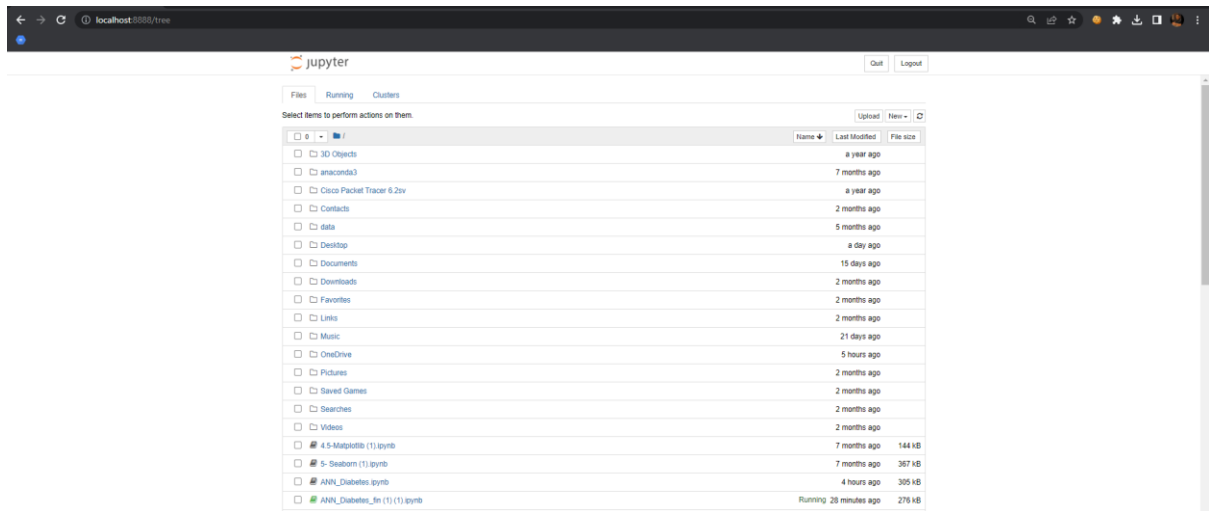 localhost:8888/tree
jupyter
Quit Logout
Files Running Clusters
Select items to perform actions on them.
Upload New
0 / Name Last Modified File size
3D Objects a year ago
anaconda3 7 months ago
Cisco Packet Tracer 6.2sv a year ago
Contacts 2 months ago
data 5 months ago
Desktop a day ago
Documents 15 days ago
Downloads 2 months ago
Favorites 2 months ago
Links 2 months ago
Music 21 days ago
OneDrive 5 hours ago
Pictures 2 months ago
Saved Games 2 months ago
Searches 2 months ago
Videos 2 months ago
4.5-Matplotlib (1).ipynb 7 months ago 144 kB
5- Seaborn (1).ipynb 7 months ago 367 kB
ANN_Diabetes.ipynb 4 hours ago 305 kB
ANN_Diabetes_fin (1) (1).ipynb Running 28 minutes ago 276 kB